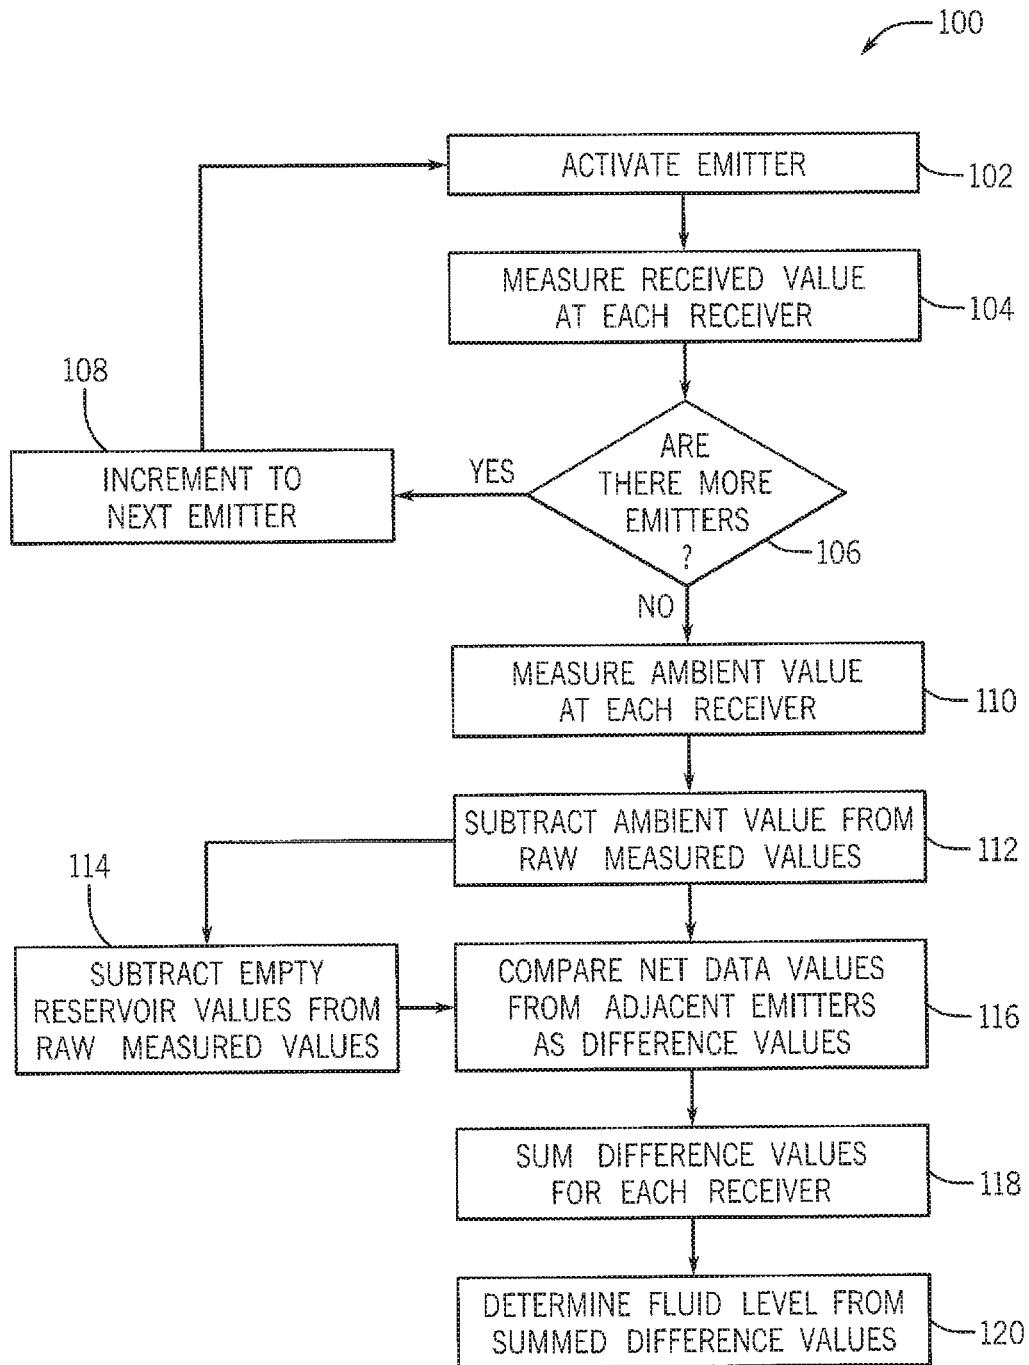 100
ACTIVATE EMITTER
102
MEASURE RECEIVED VALUE
AT EACH RECEIVER
104
108
INCREMENT TO
NEXT EMITTER
YES
ARE
THERE MORE
EMITTERS
?
106
NO
MEASURE AMBIENT VALUE
AT EACH RECEIVER
110
SUBTRACT AMBIENT VALUE FROM
RAW MEASURED VALUES
112
114
SUBTRACT EMPTY
RESERVOIR VALUES FROM
RAW MEASURED VALUES
COMPARE NET DATA VALUES
FROM ADJACENT EMITTERS
AS DIFFERENCE VALUES
116
SUM DIFFERENCE VALUES
FOR EACH RECEIVER
118
DETERMINE FLUID LEVEL FROM
SUMMED DIFFERENCE VALUES
120